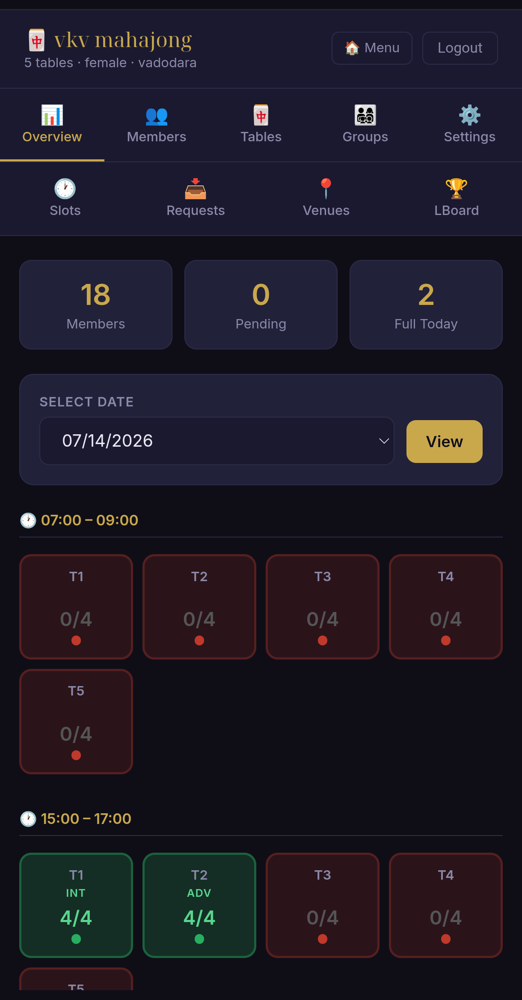 vkv mahajong
5 tables · female · vadodara
Menu
Logout
Overview
Members
Tables
Groups
Settings
Slots
Requests
Venues
LBoard
18
Members
0
Pending
2
Full Today
SELECT DATE
07/14/2026
View
07:00 – 09:00
T1
0/4
T2
0/4
T3
0/4
T4
0/4
T5
0/4
15:00 – 17:00
T1
INT
4/4
T2
ADV
4/4
T3
0/4
T4
0/4
T5